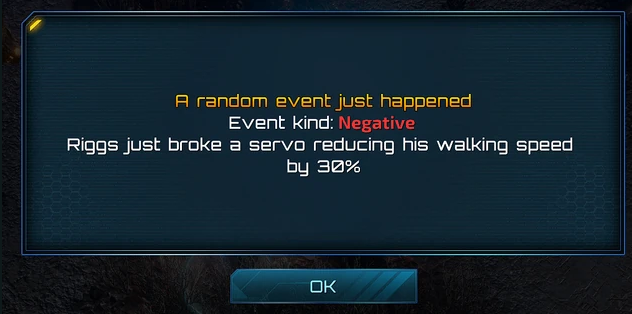 A random event just happened
Event kind: Negative
Riggs just broke a servo reducing his walking speed
by 30%
OK